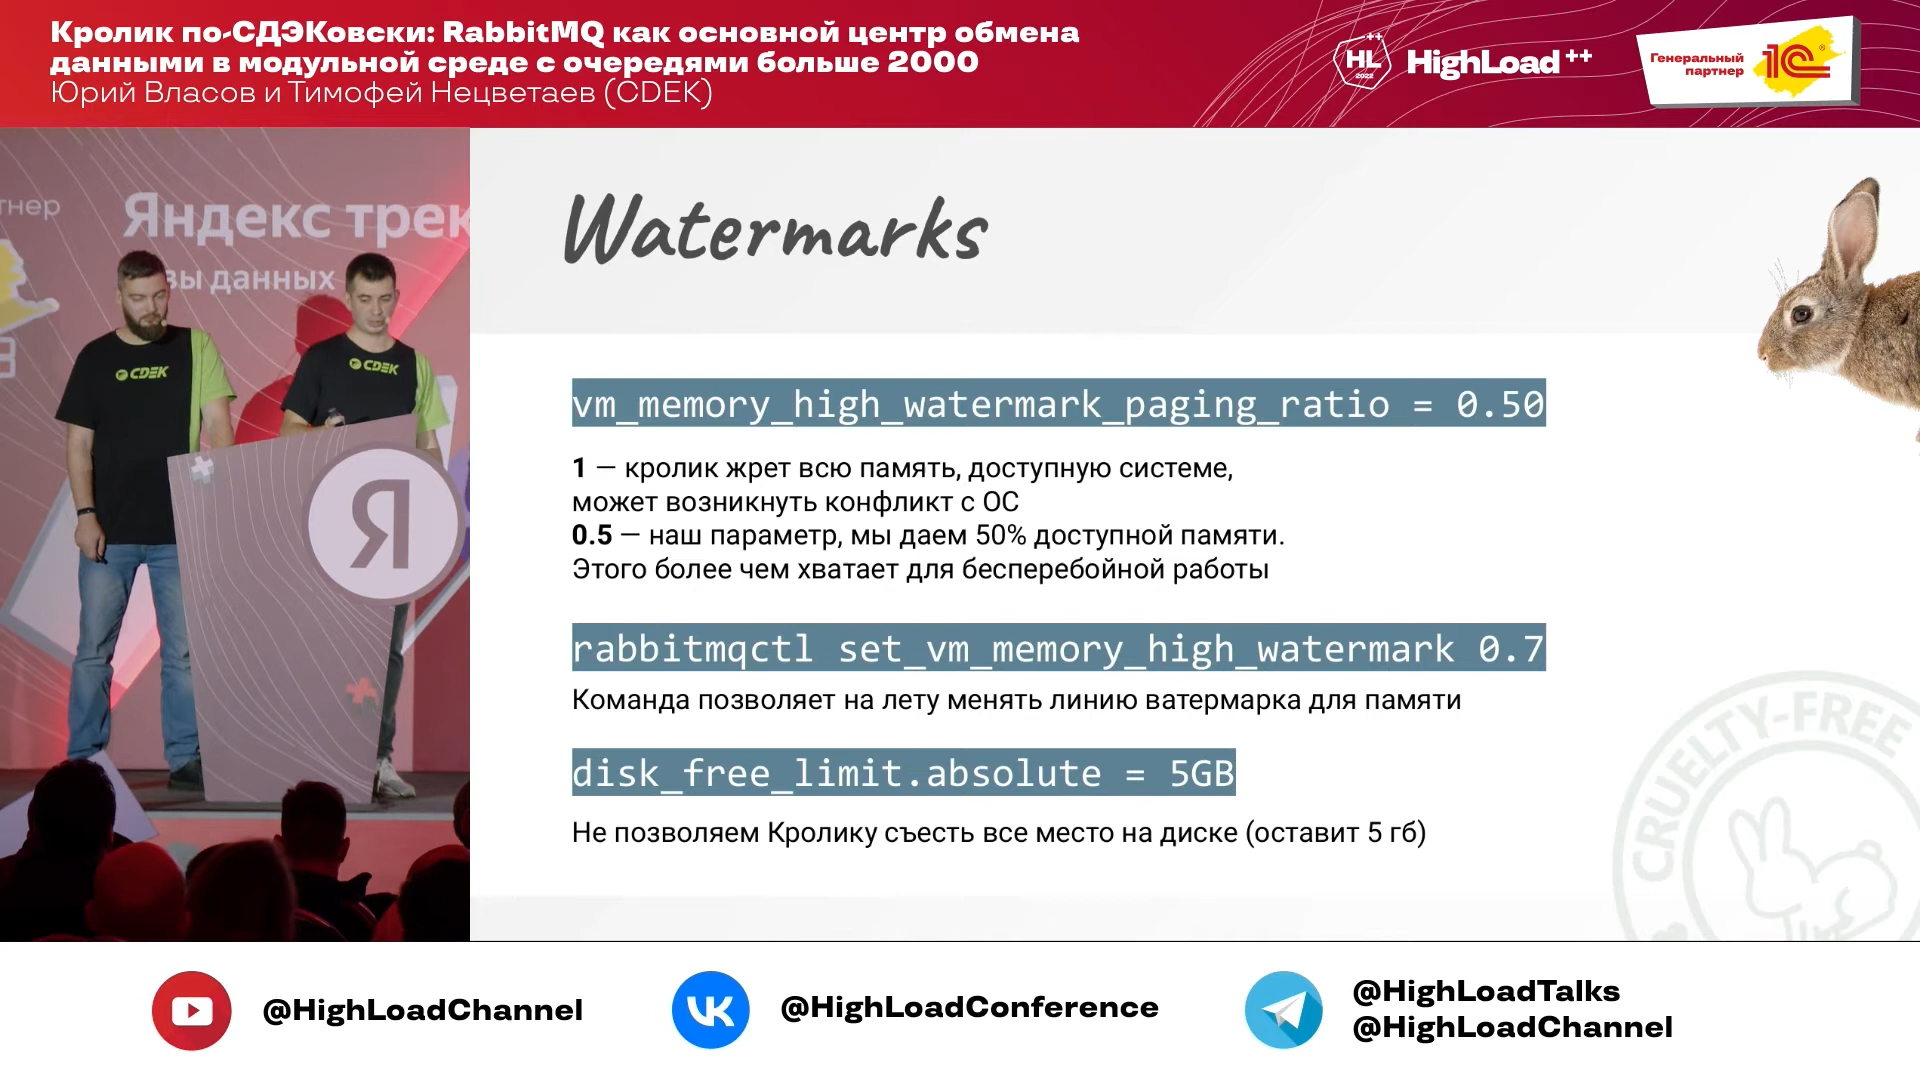 Кролик по-СДЭКовски: RabbitMQ как основной центр обмена
данными в модульной среде с очередями больше 2000
Юрий Власов и Тимофей Нецветаев (CDEK)
HL++
2022
HighLoad++
Генеральный
партнер
1С
тнер
Яндекс трек
зы данных
CDEK
CDEK
Я
Watermarks
vm_memory_high_watermark_paging_ratio = 0.50
1 — кролик жрет всю память, доступную системе,
может возникнуть конфликт с ОС
0.5 — наш параметр, мы даем 50% доступной памяти.
Этого более чем хватает для бесперебойной работы
rabbitmqctl set_vm_memory_high_watermark 0.7
Команда позволяет на лету менять линию ватермарка для памяти
disk_free_limit.absolute = 5GB
Не позволяем Кролику съесть все место на диске (оставит 5 гб)
CRUELTY-FREE
@HighLoadChannel
@HighLoadConference
@HighLoadTalks
@HighLoadChannel